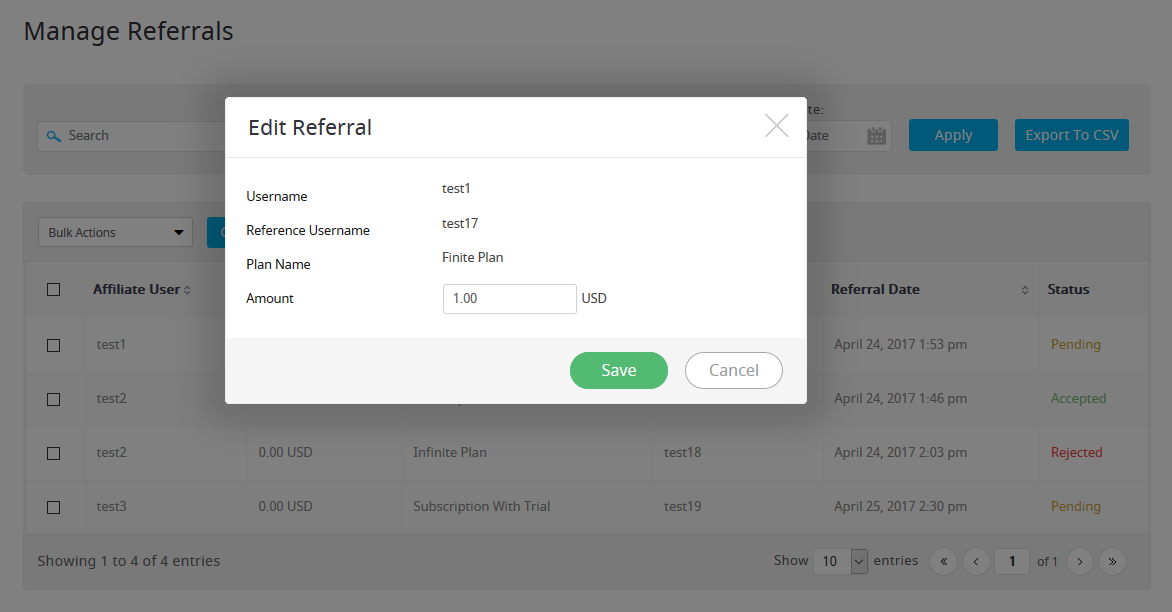 Manage Referrals
te:
Search
Date
Apply
Export To CSV
Edit Referral
Username
test1
Reference Username
test17
Plan Name
Finite Plan
Amount
1.00
USD
Save
Cancel
Bulk Actions
Affiliate User
Referral Date
Status
test1
April 24, 2017 1:53 pm
Pending
test2
April 24, 2017 1:46 pm
Accepted
test2
0.00 USD
Infinite Plan
test18
April 24, 2017 2:03 pm
Rejected
test3
0.00 USD
Subscription With Trial
test19
April 25, 2017 2:30 pm
Pending
Showing 1 to 4 of 4 entries
Show
10
entries
«
‹
1
of 1
›
»